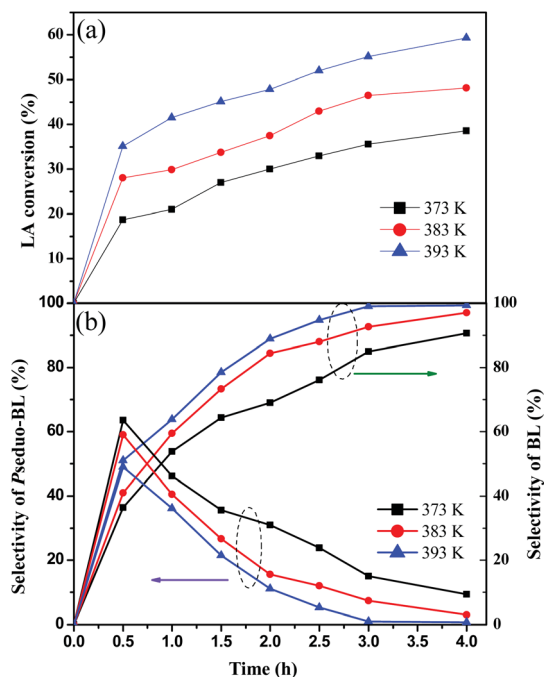 (a)
60
50
40
30
20
10
LA conversion (%)
373 K
383 K
393 K
(b)
100
80
60
40
20
0
Selectivity of Pseduo-BL (%)
100
80
60
40
20
0
Selectivity of BL (%)
373 K
383 K
393 K
0.0 0.5 1.0 1.5 2.0 2.5 3.0 3.5 4.0
Time (h)